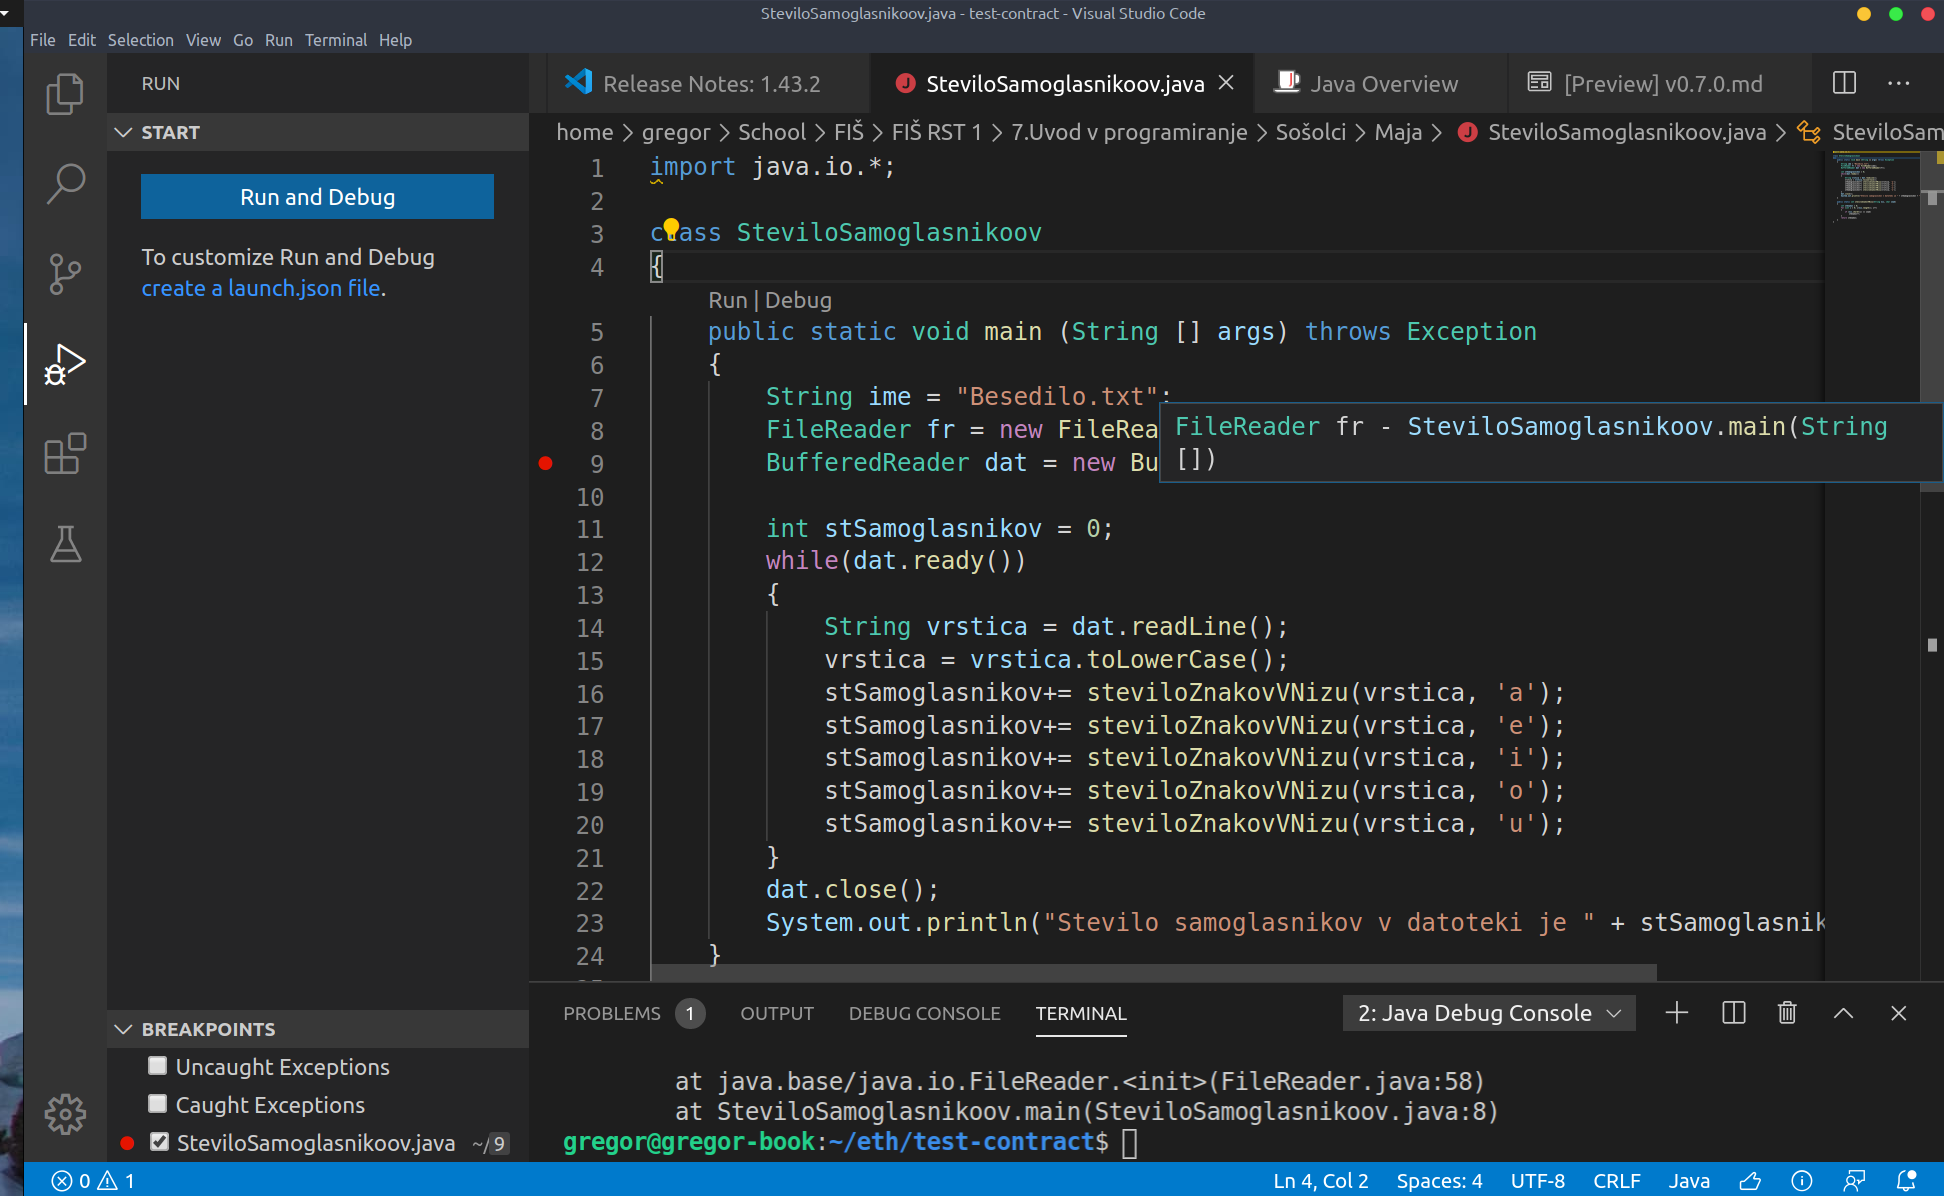 SteviloSamoglasnikoov.java - test-contract - Visual Studio Code
File Edit Selection View Go Run Terminal Help
RUN
Release Notes: 1.43.2
SteviloSamoglasnikoov.java
Java Overview
[Preview] v0.7.0.md
START
home > gregor > School > FIŠ > FIŠ RST 1 > 7.Uvod v programiranje > Sošolci > Maja > SteviloSamoglasnikoov.java > SteviloSam
Run and Debug
To customize Run and Debug
create a launch.json file.
1 import java.io.*;
2
3 class SteviloSamoglasnikoov
4 {
Run | Debug
5 public static void main (String [] args) throws Exception
6 {
7 String ime = "Besedilo.txt";
8 FileReader fr = new FileRea
9 BufferedReader dat = new Bu
FileReader fr - SteviloSamoglasnikoov.main(String
[])
10
11 int stSamoglasnikov = 0;
12 while(dat.ready())
13 {
14 String vrstica = dat.readLine();
15 vrstica = vrstica.toLowerCase();
16 stSamoglasnikov+= steviloZnakovVNizu(vrstica, 'a');
17 stSamoglasnikov+= steviloZnakovVNizu(vrstica, 'e');
18 stSamoglasnikov+= steviloZnakovVNizu(vrstica, 'i');
19 stSamoglasnikov+= steviloZnakovVNizu(vrstica, 'o');
20 stSamoglasnikov+= steviloZnakovVNizu(vrstica, 'u');
21 }
22 dat.close();
23 System.out.println("Stevilo samoglasnikov v datoteki je " + stSamoglasnik
24 }
BREAKPOINTS
Uncaught Exceptions
Caught Exceptions
SteviloSamoglasnikoov.java ~/ 9
PROBLEMS 1 OUTPUT DEBUG CONSOLE TERMINAL
2: Java Debug Console
at java.base/java.io.FileReader.<init>(FileReader.java:58)
at SteviloSamoglasnikoov.main(SteviloSamoglasnikoov.java:8)
gregor@gregor-book:~/eth/test-contract$
0 1
Ln 4, Col 2 Spaces: 4 UTF-8 CRLF Java